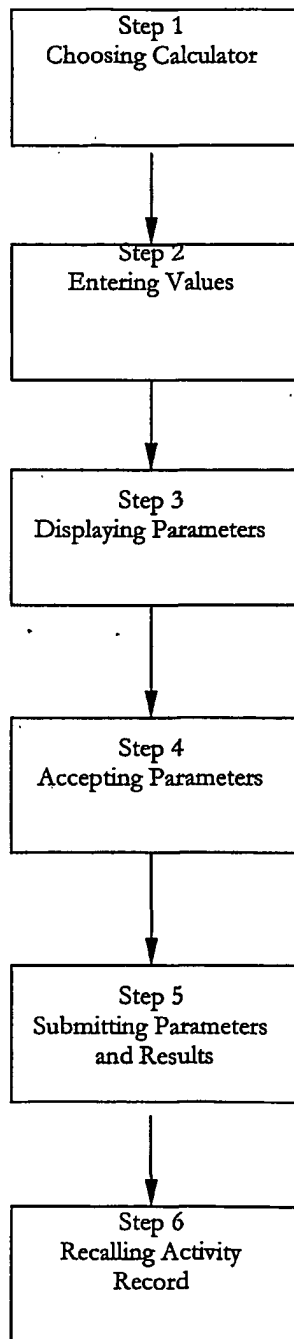 Step 1
Choosing Calculator
Step 2
Entering Values
Step 3
Displaying Parameters
Step 4
Accepting Parameters
Step 5
Submitting Parameters
and Results
Step 6
Recalling Activity
Record